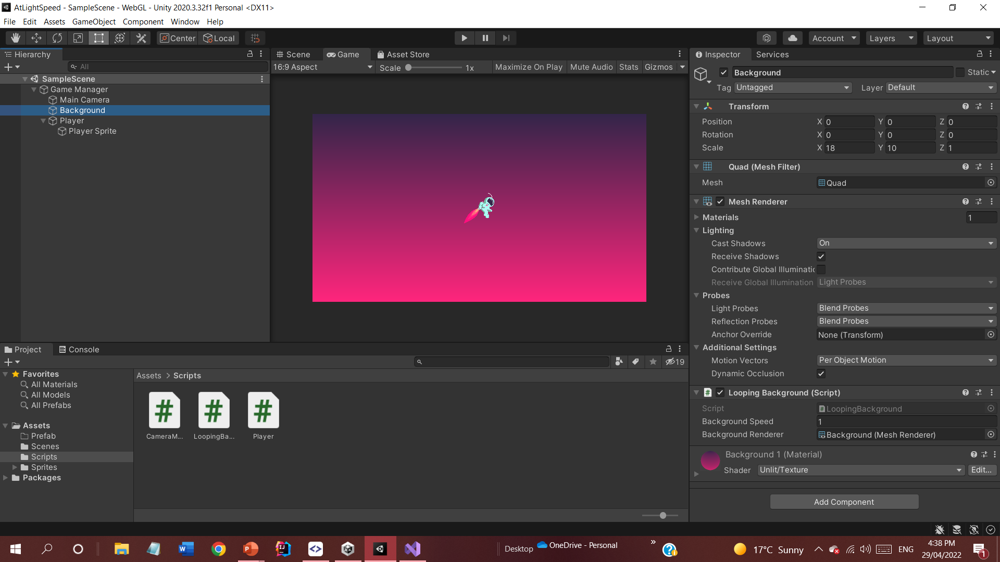 AtLightSpeed - SampleScene - WebGL - Unity 2020.3.32f1 Personal <DX11>
File Edit Assets GameObject Component Window Help
Center Local Account Layers Layout
Hierarchy
All
SampleScene
Game Manager
Main Camera
Background
Player
Player Sprite
Scene Game Asset Store
16:9 Aspect Scale 1x Maximize On Play Mute Audio Stats Gizmos
Inspector Services
Background Static
Tag Untagged Layer Default
Transform
Position X 0 Y 0 Z 0
Rotation X 0 Y 0 Z 0
Scale X 18 Y 10 Z 1
Quad (Mesh Filter)
Mesh Quad
Mesh Renderer
Materials 1
Lighting
Cast Shadows On
Receive Shadows
Contribute Global Illuminatic
Receive Global Illumination Light Probes
Probes
Light Probes Blend Probes
Reflection Probes Blend Probes
Anchor Override None (Transform)
Additional Settings
Motion Vectors Per Object Motion
Dynamic Occlusion
# Looping Background (Script)
Script LoopingBackground
Background Speed 1
Background Renderer Background (Mesh Renderer)
Background 1 (Material)
Shader Unlit/Texture Edit...
Add Component
Project Console
19
Favorites
All Materials
All Models
All Prefabs
Assets
Prefab
Scenes
Scripts
Sprites
Packages
Assets > Scripts
# # #
CameraM... LoopingBa... Player
Desktop OneDrive - Personal » 17°C Sunny ENG
4:38 PM
29/04/2022
1